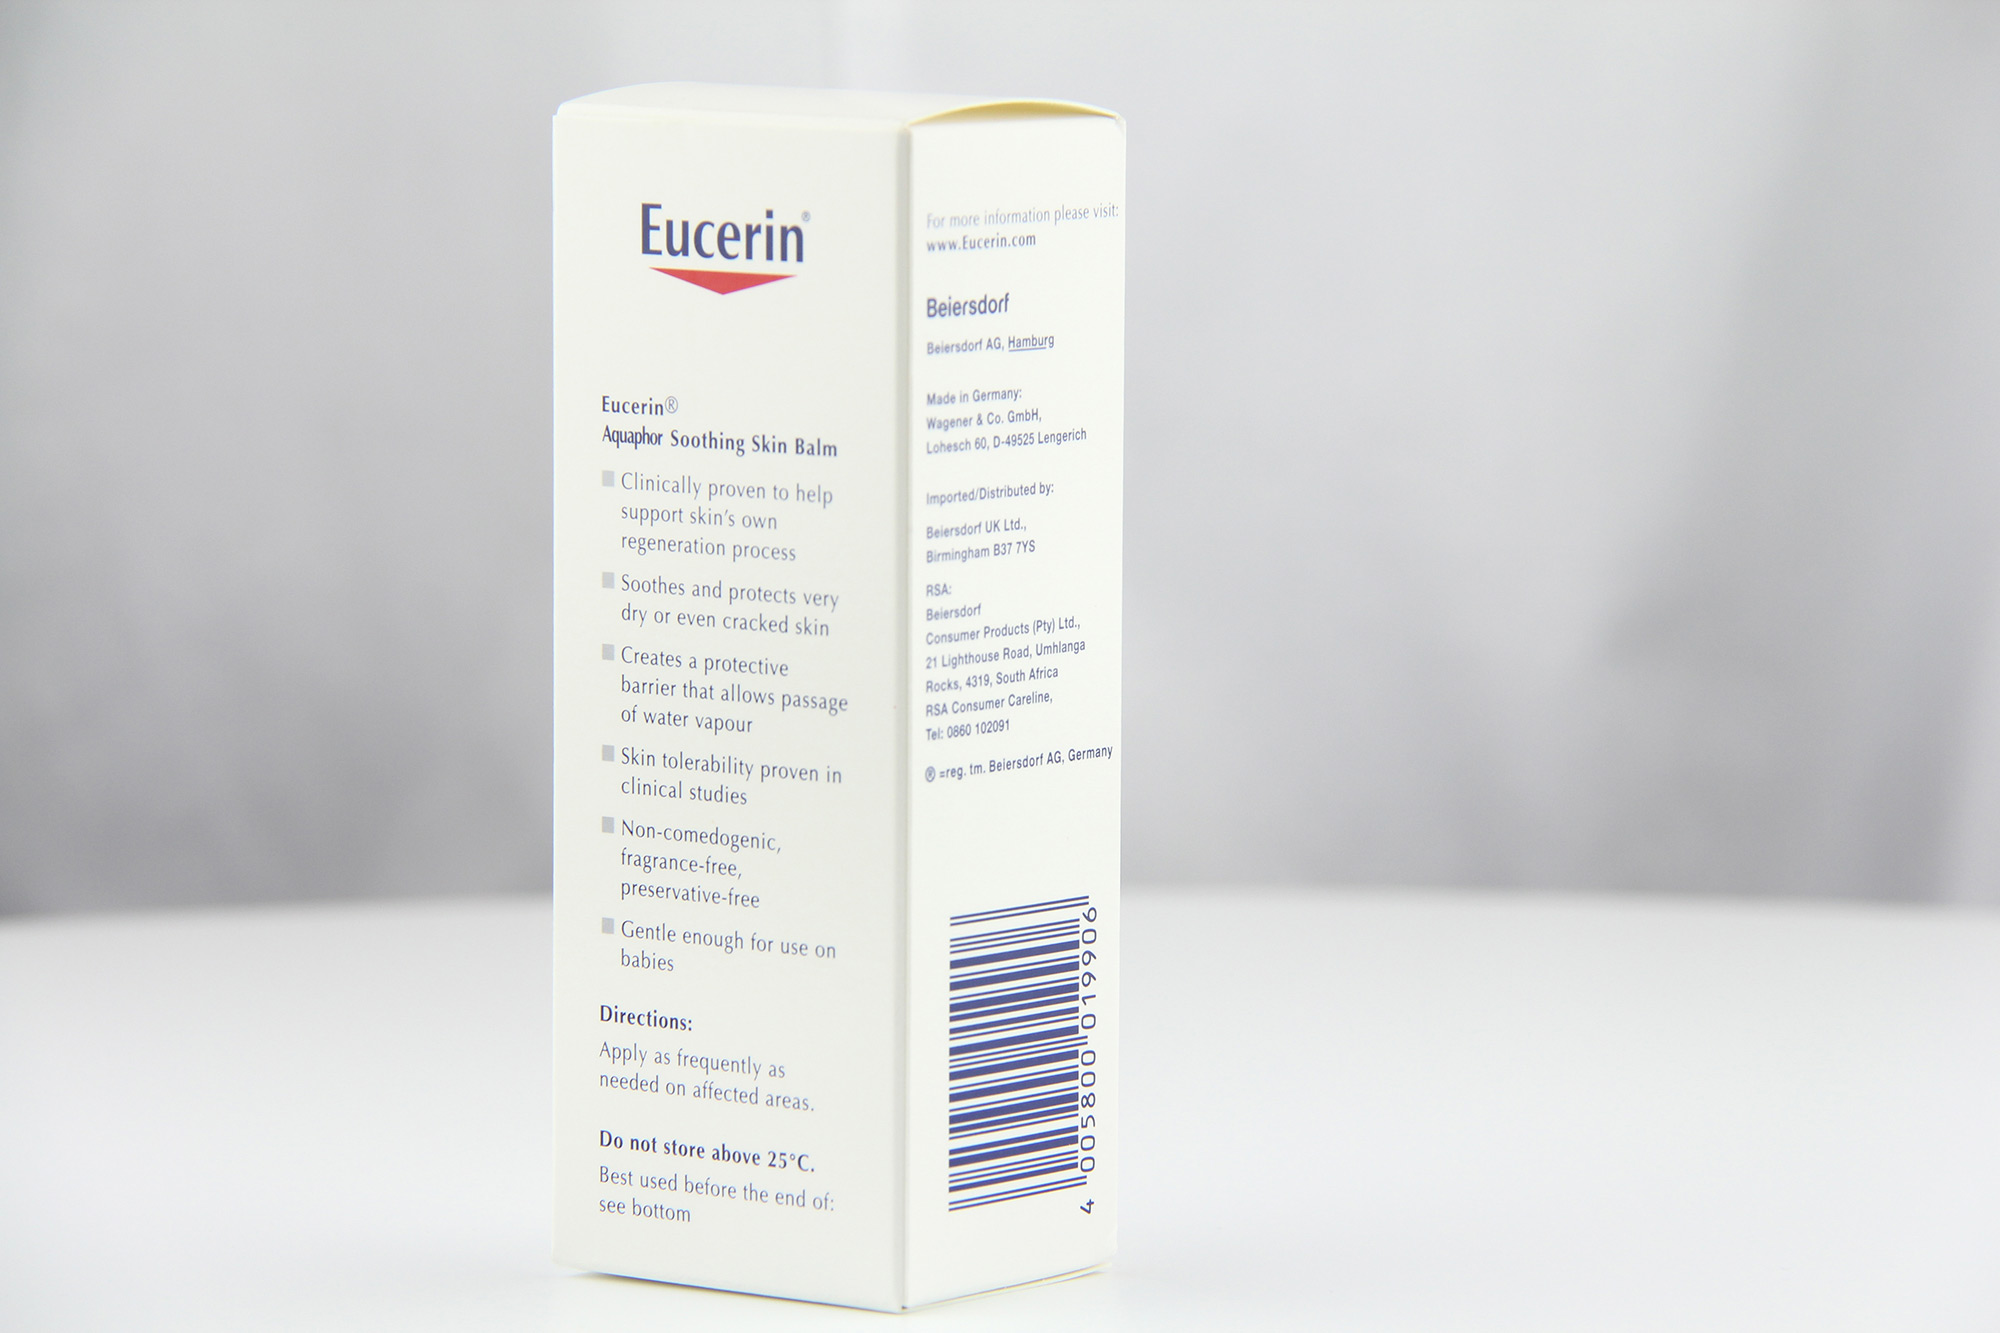 Eucerin®
Eucerin®
Aquaphor Soothing Skin Balm
Clinically proven to help
support skin's own
regeneration process
Soothes and protects very
dry or even cracked skin
Creates a protective
barrier that allows passage
of water vapour
Skin tolerability proven in
clinical studies
Non-comedogenic,
fragrance-free,
preservative-free
Gentle enough for use on
babies
Directions:
Apply as frequently as
needed on affected areas.
Do not store above 25°C.
Best used before the end of:
see bottom
For more information please visit:
www.Eucerin.com
Beiersdorf
Beiersdorf AG, Hamburg
Made in Germany:
Wagener & Co. GmbH,
Lohesch 60, D-49525 Lengerich
Imported/Distributed by:
Beiersdorf UK Ltd.,
Birmingham B37 7YS
RSA:
Beiersdorf
Consumer Products (Pty) Ltd.,
21 Lighthouse Road, Umhlanga
Rocks, 4319, South Africa
RSA Consumer Careline,
Tel: 0860 102091
® =reg. tm. Beiersdorf AG, Germany
4 005800 019906